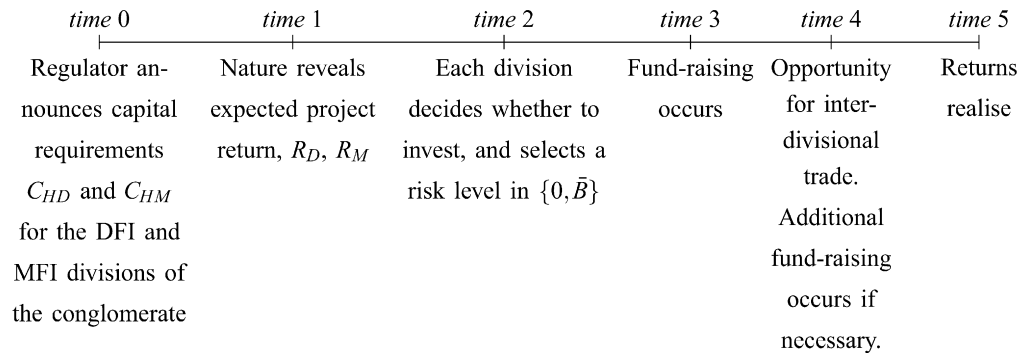 time 0
time 1
time 2
time 3
time 4
time 5
Regulator an-
nounces capital
requirements
C_HD and C_HM
for the DFI and
MFI divisions of
the conglomerate
Nature reveals
expected project
return, R_D, R_M
Each division
decides whether to
invest, and selects a
risk level in {0, B̄}
Fund-raising
occurs
Opportunity
for inter-
divisional
trade.
Additional
fund-raising
occurs if
necessary.
Returns
realise